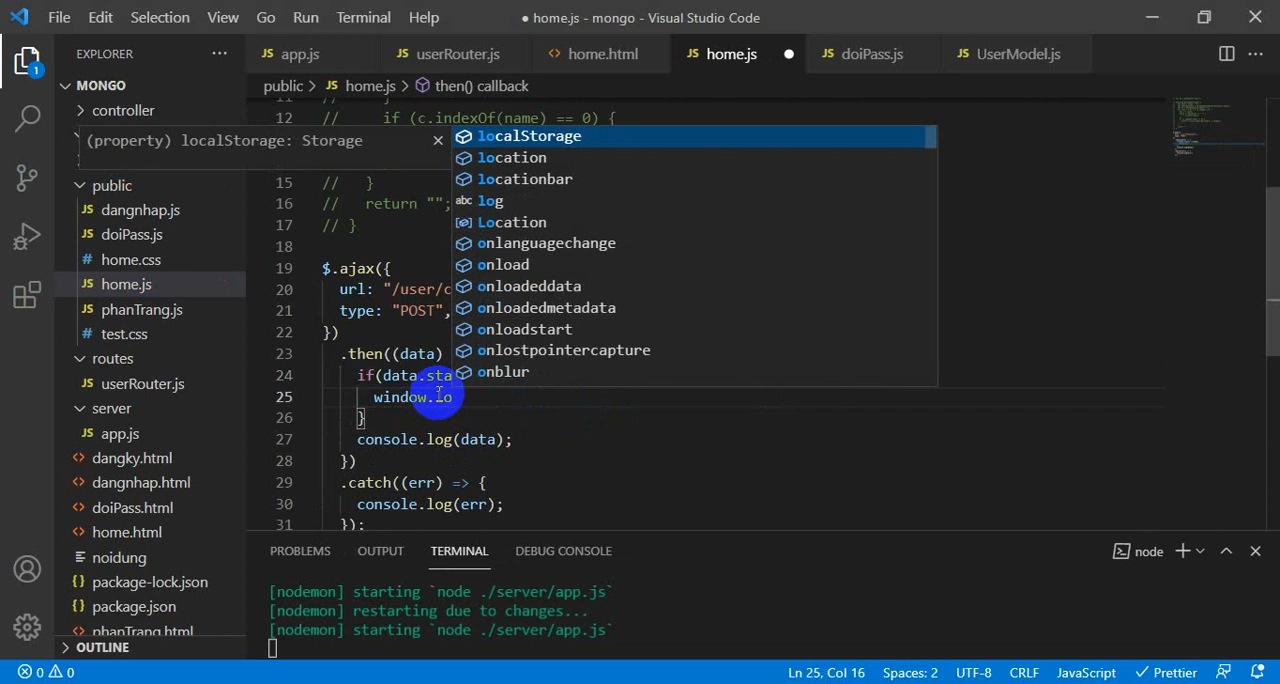 File Edit Selection View Go Run Terminal Help
● home.js - mongo - Visual Studio Code
EXPLORER ···
JS app.js
JS userRouter.js
<> home.html
JS home.js ●
JS doiPass.js
JS UserModel.js
···
1
MONGO
public > JS home.js > then() callback
controller
public
JS dangnhap.js
JS doiPass.js
# home.css
JS home.js
JS phanTrang.js
# test.css
routes
JS userRouter.js
server
JS app.js
<> dangky.html
<> dangnhap.html
<> doiPass.html
<> home.html
noidung
{} package-lock.json
{} package.json
<> phanTrang.html
OUTLINE
11 // }
12 // if (c.indexOf(name) == 0) {
(property) localStorage: Storage
15 // }
16 // return "";
17 // }
18
19 $.ajax({
20 url: "/user/c
21 type: "POST",
22 })
23 .then((data)
24 if(data.sta
25 window.lo
26 }
27 console.log(data);
28 })
29 .catch((err) => {
30 console.log(err);
31 });
localStorage
location
locationbar
abc log
Location
onlanguagechange
onload
onloadeddata
onloadedmetadata
onloadstart
onlostpointercapture
onblur
PROBLEMS OUTPUT TERMINAL DEBUG CONSOLE
node
[nodemon] starting `node ./server/app.js`
[nodemon] restarting due to changes...
[nodemon] starting `node ./server/app.js`
0 0
Ln 25, Col 16 Spaces: 2 UTF-8 CRLF JavaScript Prettier